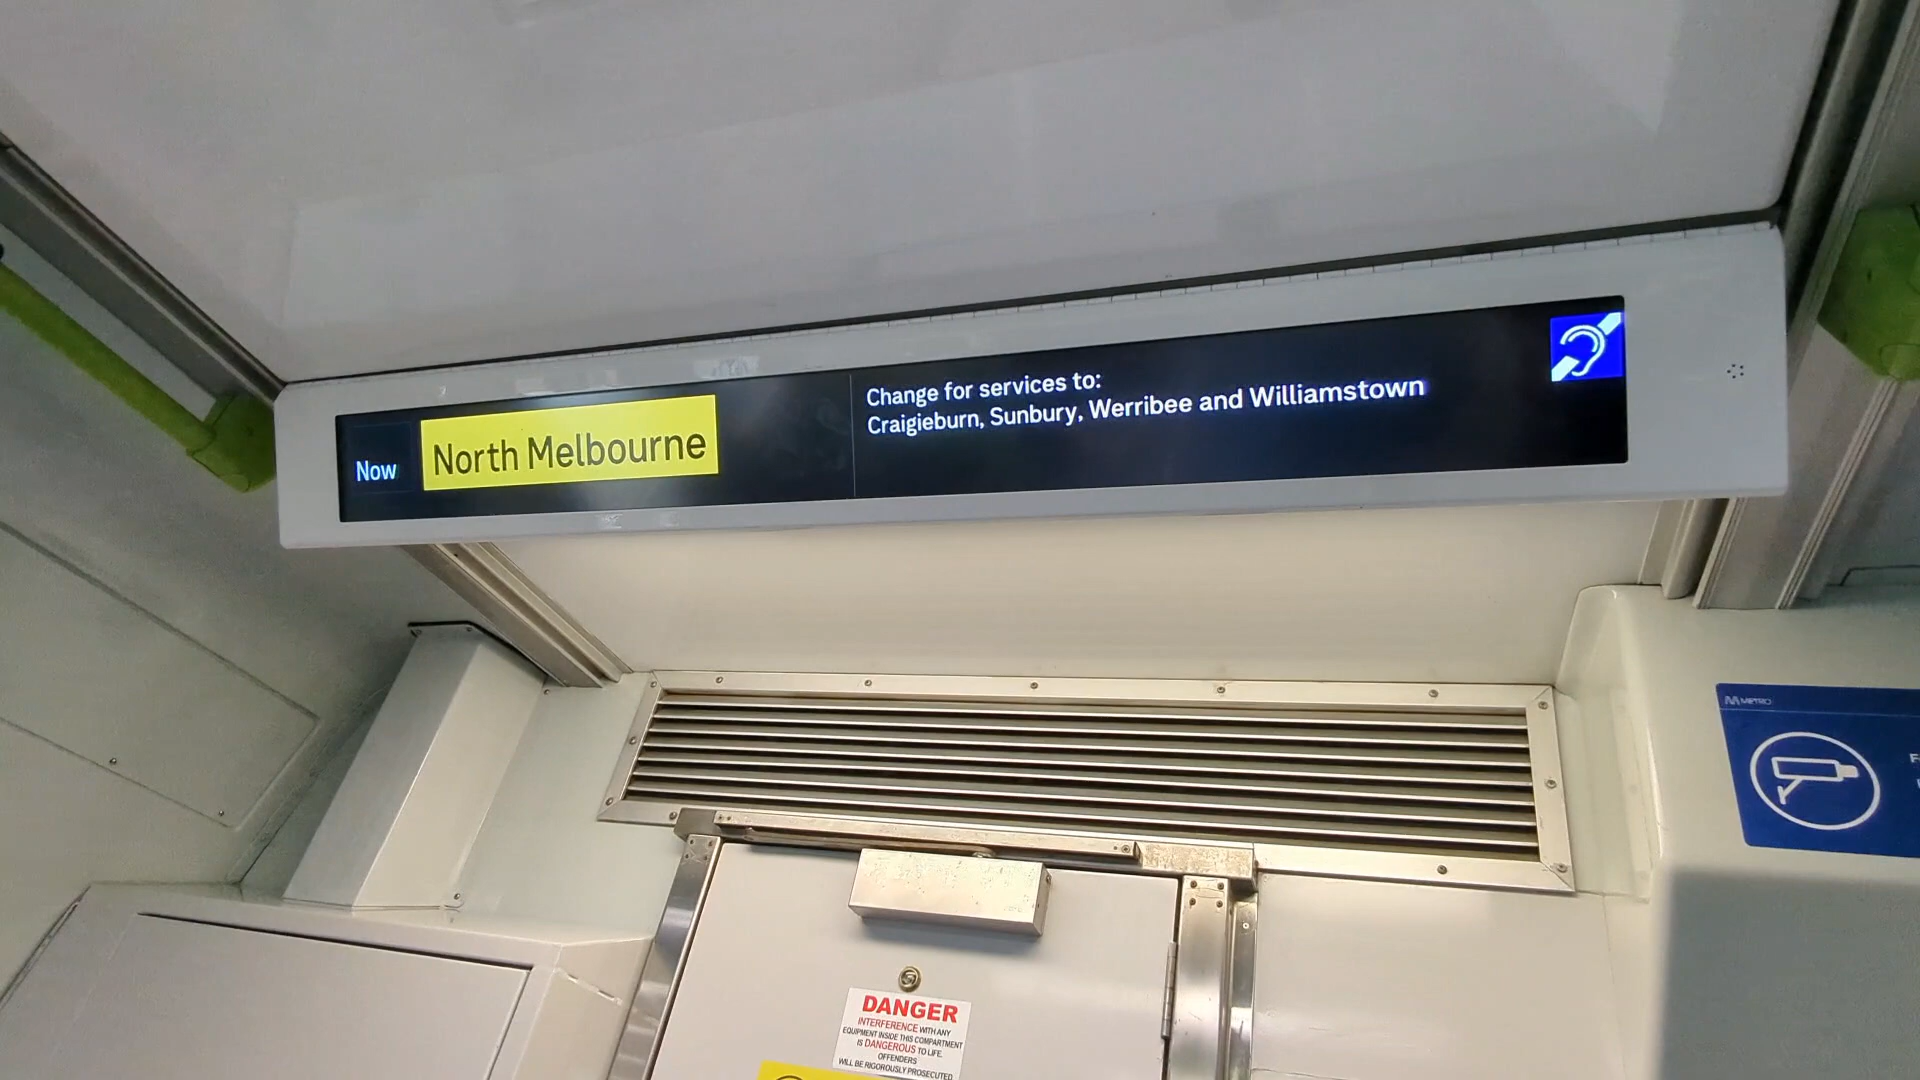 Now
North Melbourne
Change for services to:
Craigieburn, Sunbury, Werribee and Williamstown
METRO
DANGER
INTERFERENCE WITH ANY
EQUIPMENT INSIDE THIS COMPARTMENT
IS DANGEROUS TO LIFE.
OFFENDERS
WILL BE RIGOROUSLY PROSECUTED